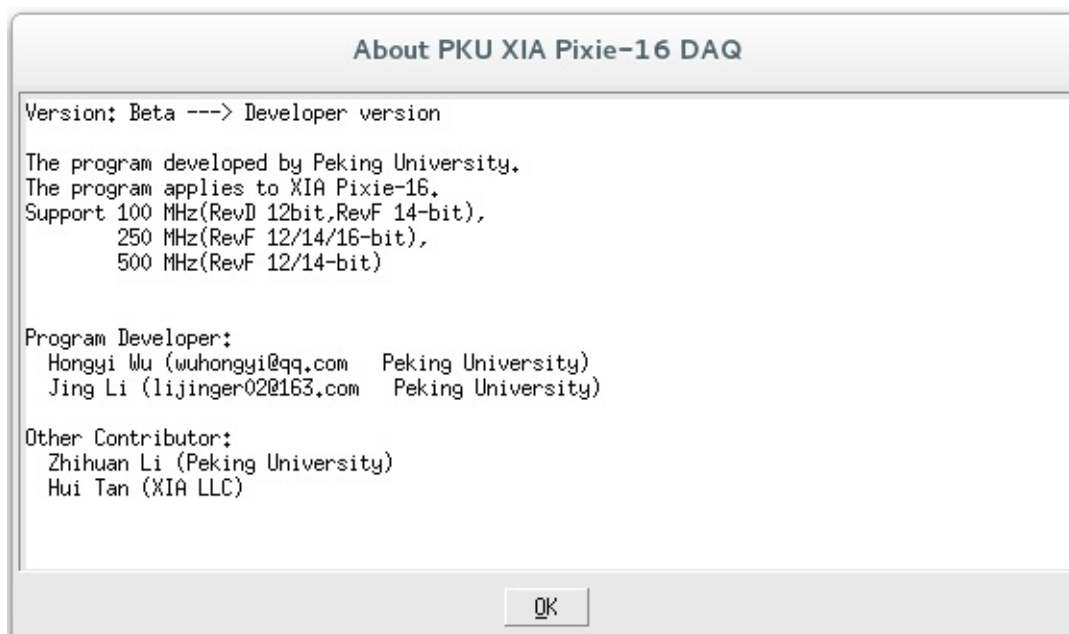 About PKU XIA Pixie-16 DAQ
Version: Beta ---> Developer version
The program developed by Peking University.
The program applies to XIA Pixie-16.
Support 100 MHz(RevD 12bit,RevF 14-bit),
250 MHz(RevF 12/14/16-bit),
500 MHz(RevF 12/14-bit)
Program Developer:
Hongyi Wu (wuhongyi@qq.com   Peking University)
Jing Li (lijinger02@163.com   Peking University)
Other Contributor:
Zhihuan Li (Peking University)
Hui Tan (XIA LLC)
OK